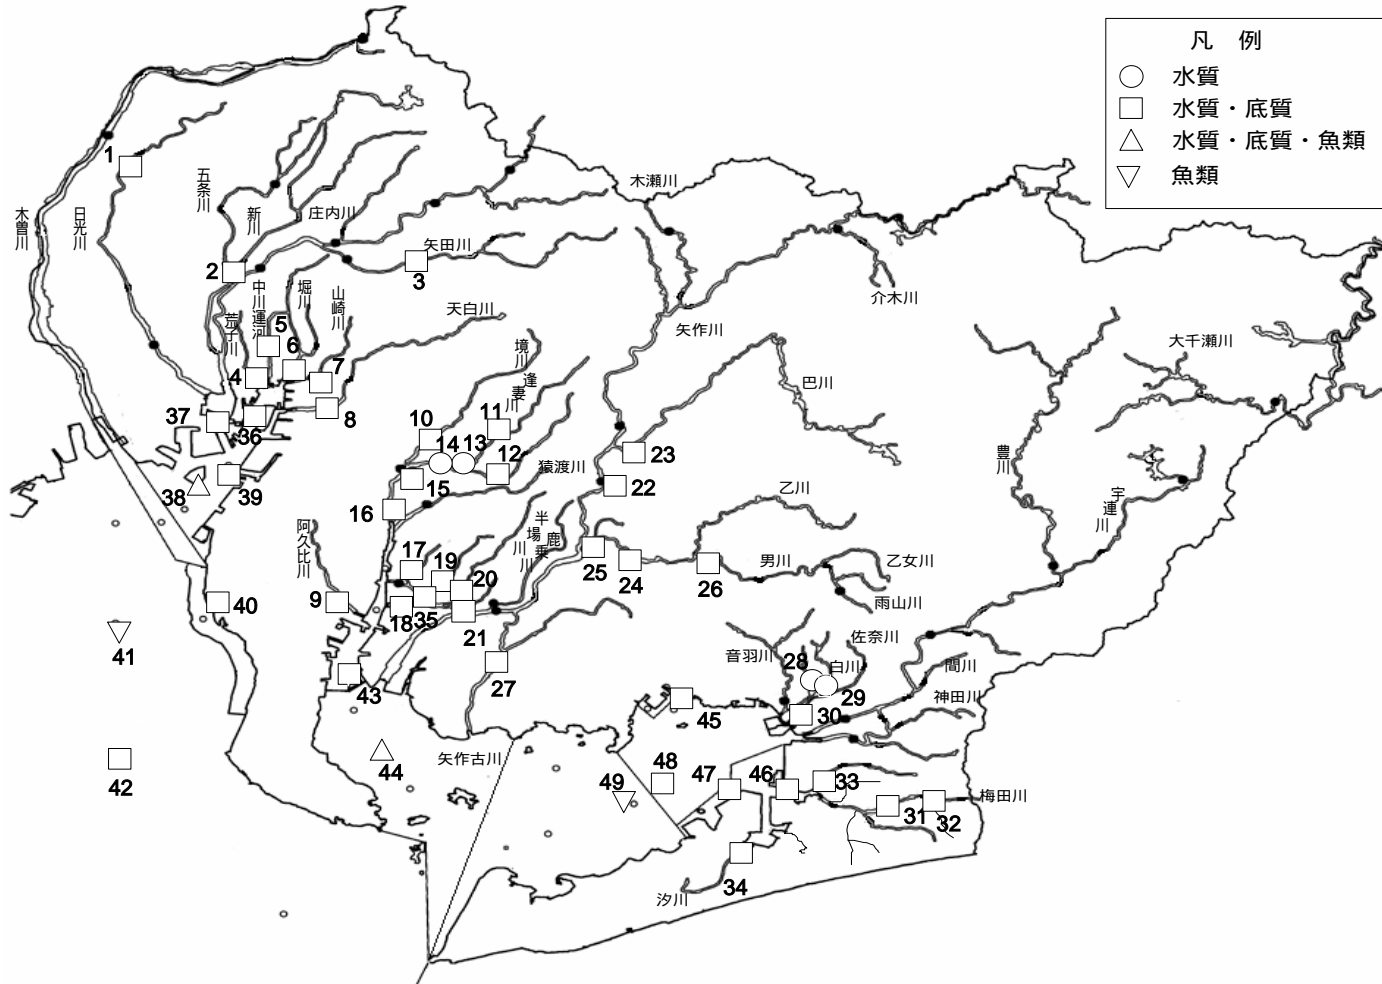 凡 例
水質
水質・底質
水質・底質・魚類
魚類
木瀬川
1
五条川
新川
庄内川
木曽川
日光川
矢田川
2
3
中川運河
堀川
山崎川
荒子川
介木川
天白川
矢作川
5
6
7
4
8
境川
逢妻川
大千瀬川
巴川
37
36
10
11
14
13
12
23
豊川
猿渡川
38
39
15
22
16
乙川
宇連川
阿久比川
半場川
鹿乗川
17
19
20
25
24
26
男川
乙女川
雨山川
40
9
18
35
21
41
佐奈川
音羽川
28
白川
29
間川
神田川
27
43
45
30
42
44
矢作古川
49
48
47
46
33
31
32
梅田川
34
汐川